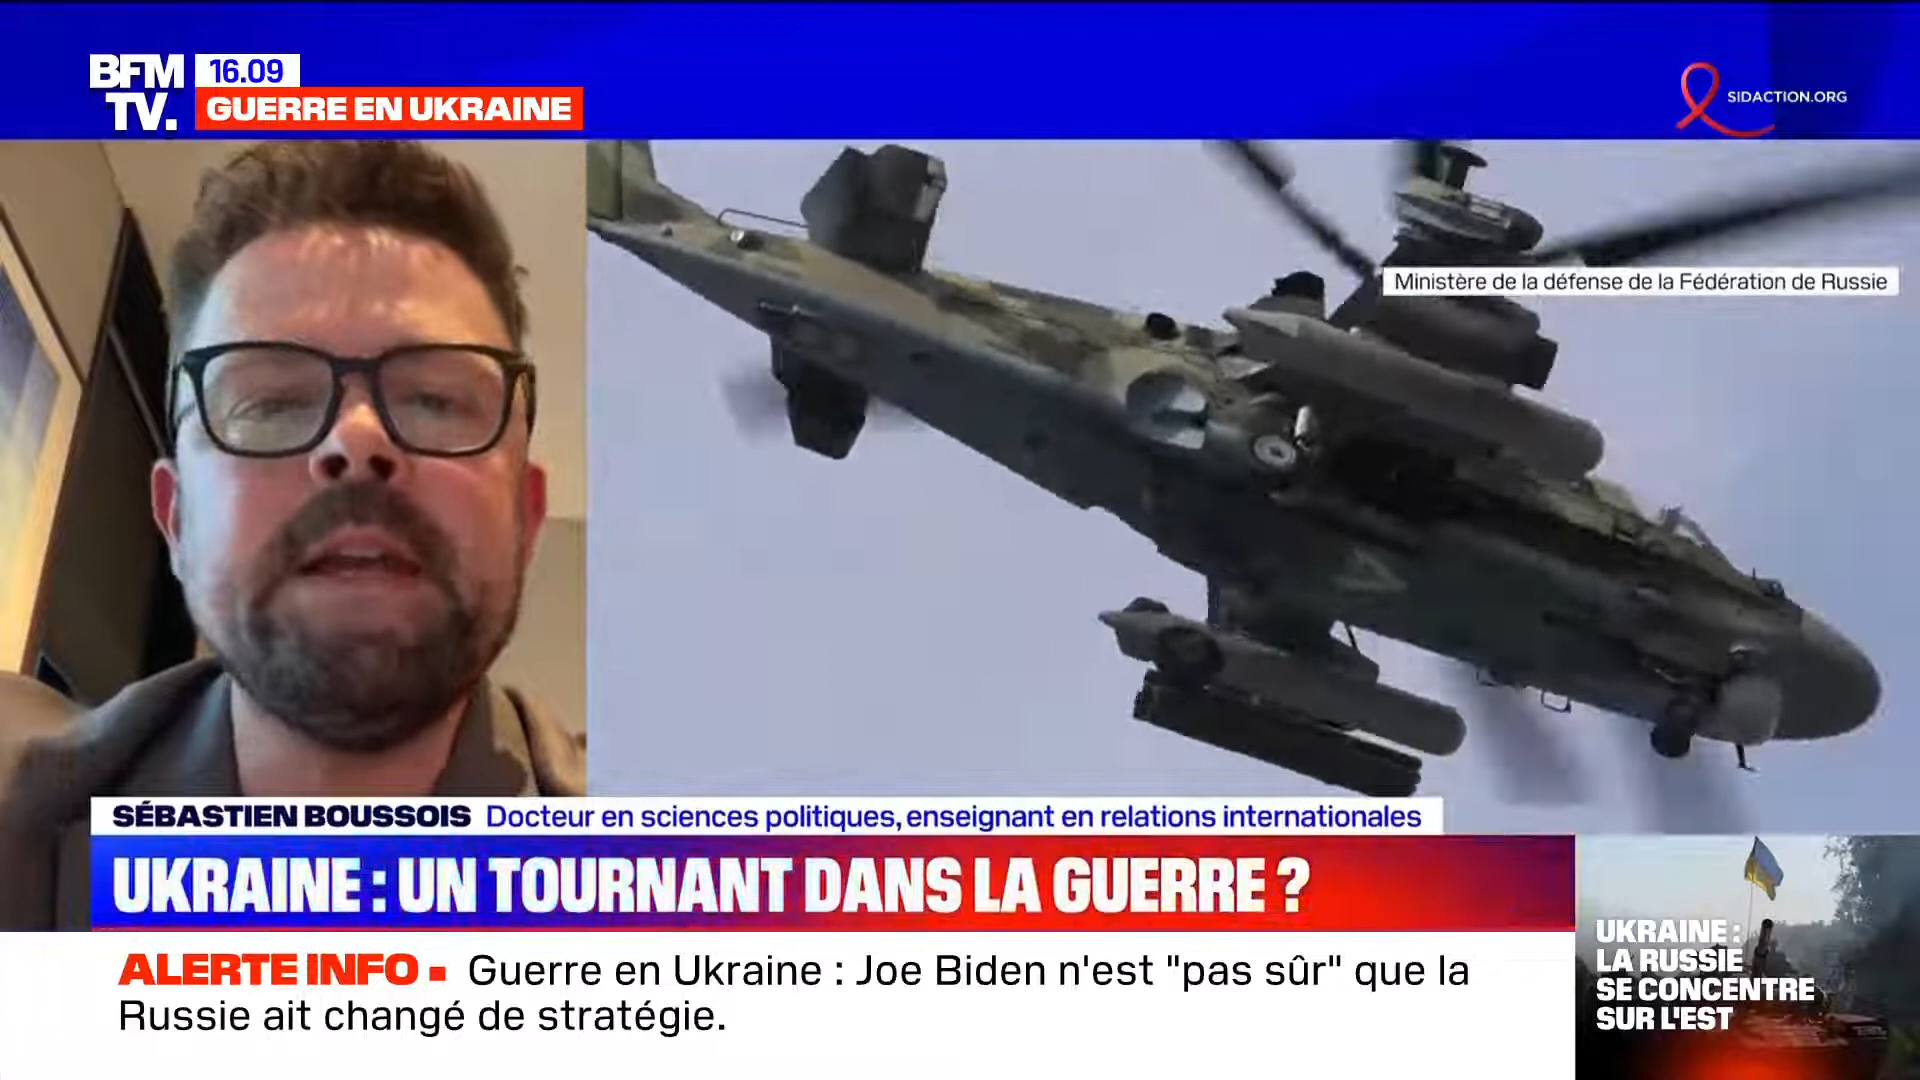 BFM
TV.
16.09
GUERRE EN UKRAINE
SIDACTION.ORG
Ministère de la défense de la Fédération de Russie
SÉBASTIEN BOUSSOIS Docteur en sciences politiques, enseignant en relations internationales
UKRAINE : UN TOURNANT DANS LA GUERRE ?
ALERTE INFO ▪ Guerre en Ukraine : Joe Biden n'est "pas sûr" que la
Russie ait changé de stratégie.
UKRAINE :
LA RUSSIE
SE CONCENTRE
SUR L'EST